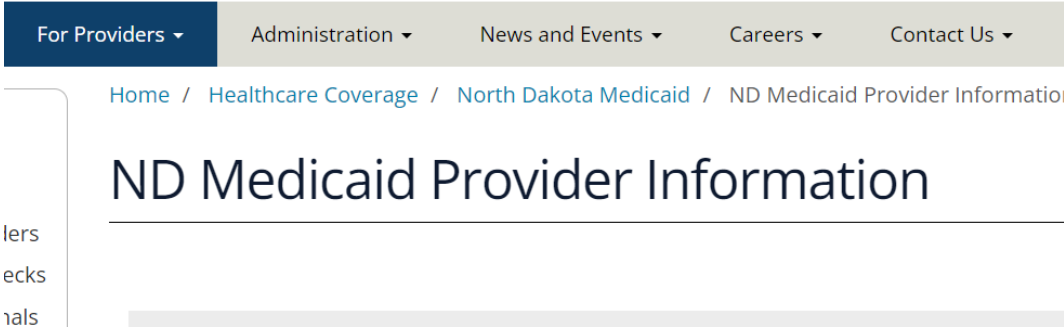 For Providers Administration News and Events Careers Contact Us
Home / Healthcare Coverage / North Dakota Medicaid / ND Medicaid Provider
ND Medicaid Provider Information